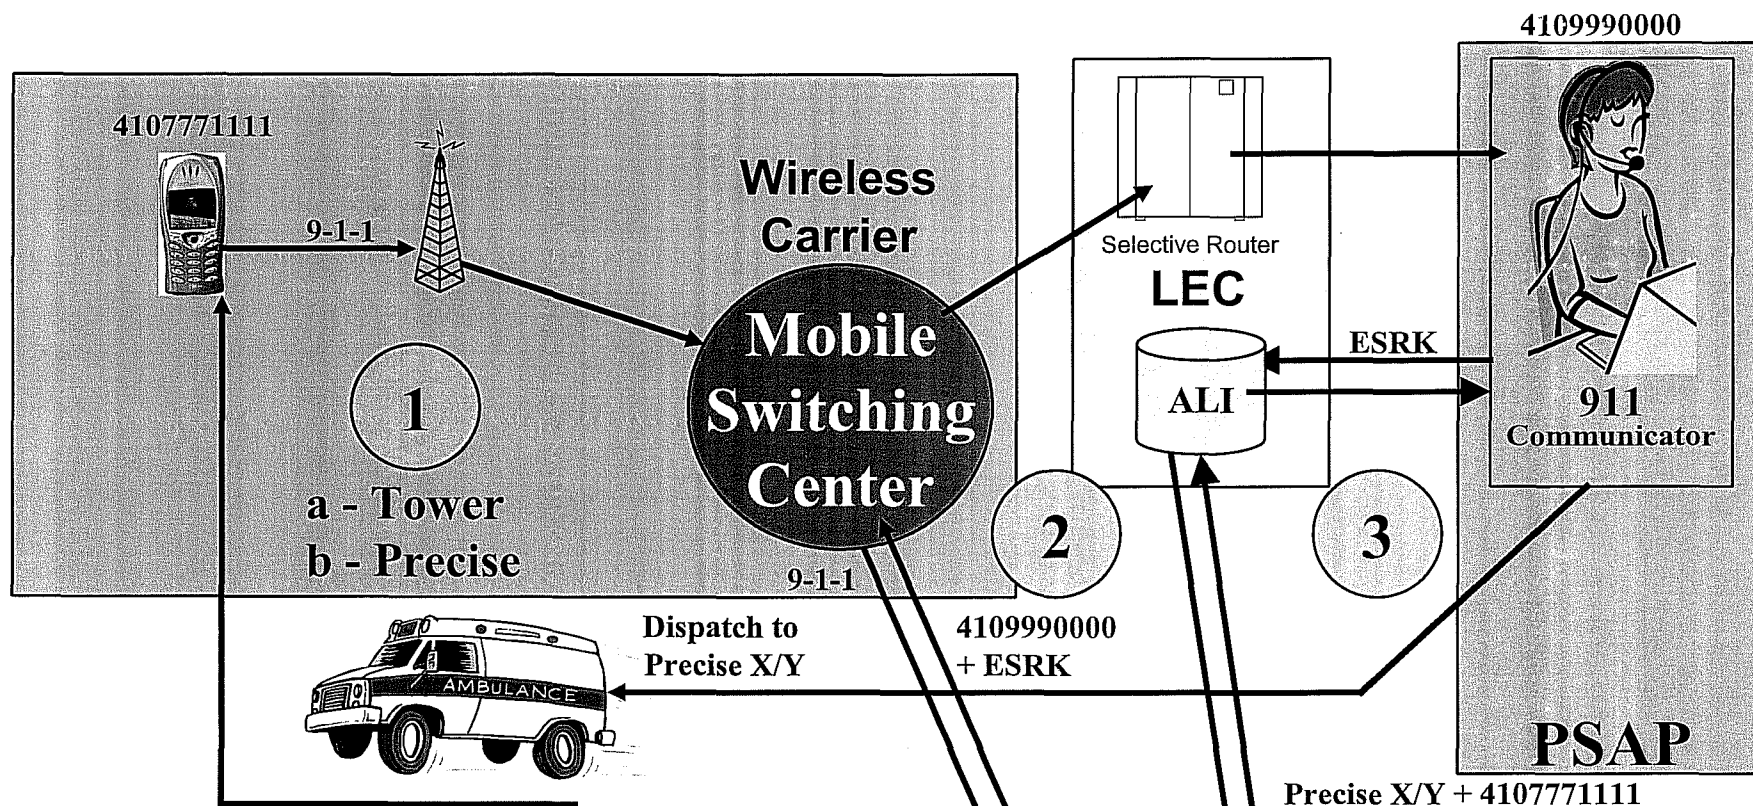 4109990000
4107771111
9-1-1
Wireless
Carrier
Mobile
Switching
Center
Selective Router
LEC
ALI
ESRK
911
Communicator
1
a - Tower
b - Precise
2
3
9-1-1
Dispatch to
Precise X/Y
4109990000
+ ESRK
AMBULANCE
PSAP
Precise X/Y + 4107771111